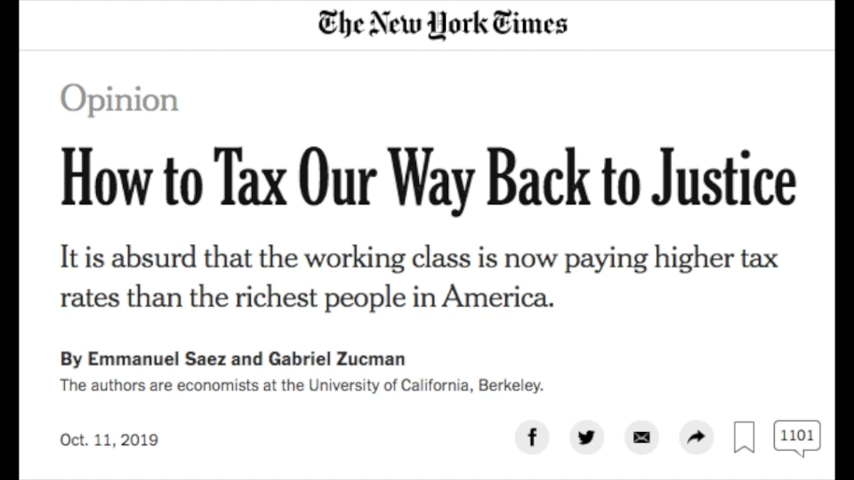 The New York Times
Opinion
How to Tax Our Way Back to Justice
It is absurd that the working class is now paying higher tax
rates than the richest people in America.
By Emmanuel Saez and Gabriel Zucman
The authors are economists at the University of California, Berkeley.
Oct. 11, 2019
1101